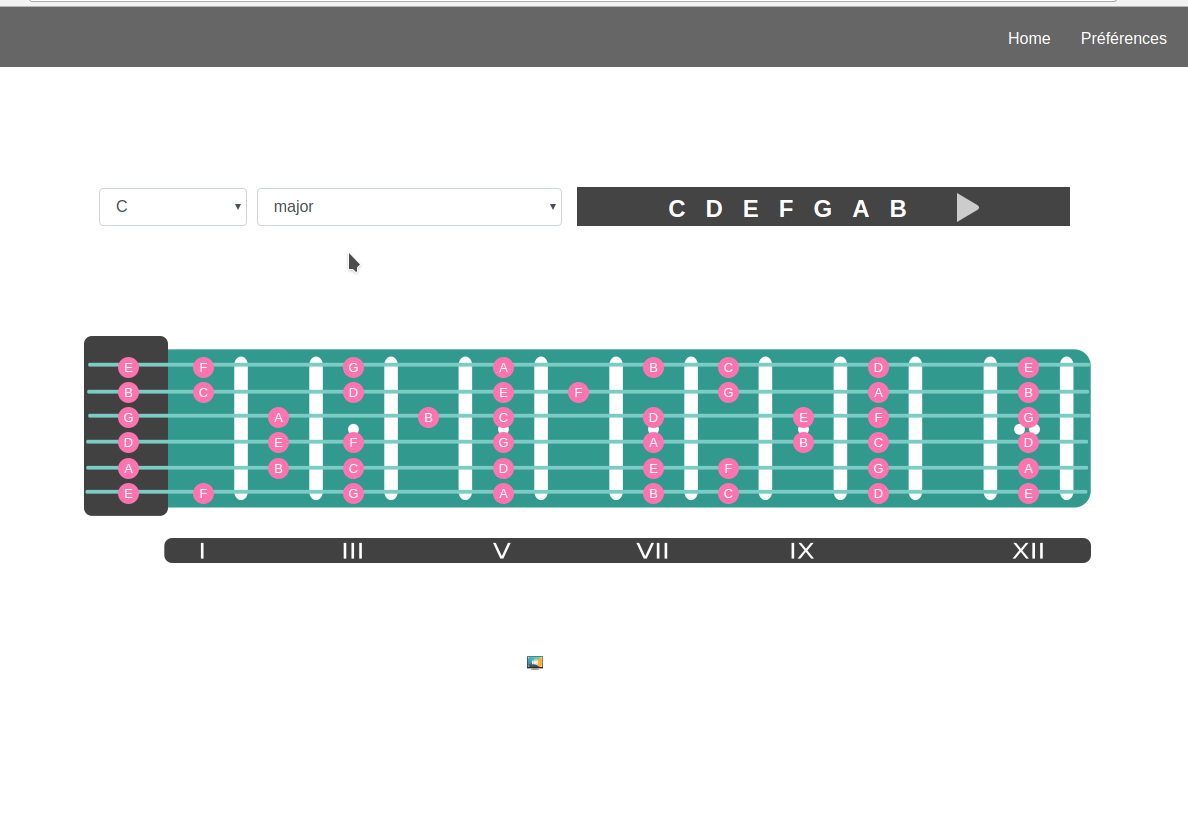 Home Préférences
C major C D E F G A B
E F G A B C D E
B C D E F G A B
G A B C D E F G
D E F G A B C D
A B C D E F G A
E F G A B C D E
I III V VII IX XII